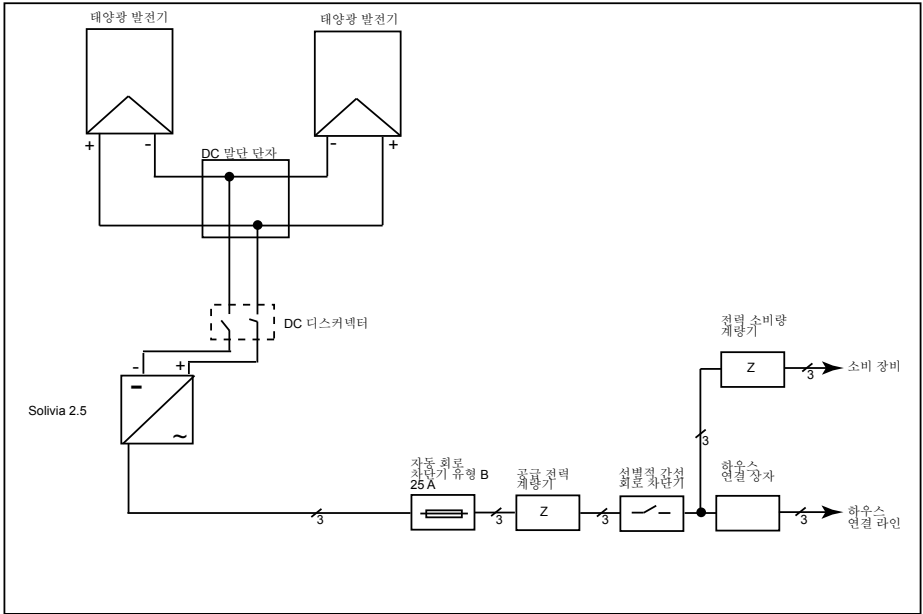 태양광 발전기
태양광 발전기
+
-
-
+
DC 말단 단자
DC 디스커넥터
-
+
Solivia 2.5
-
~
전력 소비량
계량기
Z
3
소비 장비
3
자동 회로
차단기 유형 B
25 A
공급 전력
계량기
선별적 간선
회로 차단기
하우스
연결 상자
3
3
Z
3
3
하우스
연결 라인